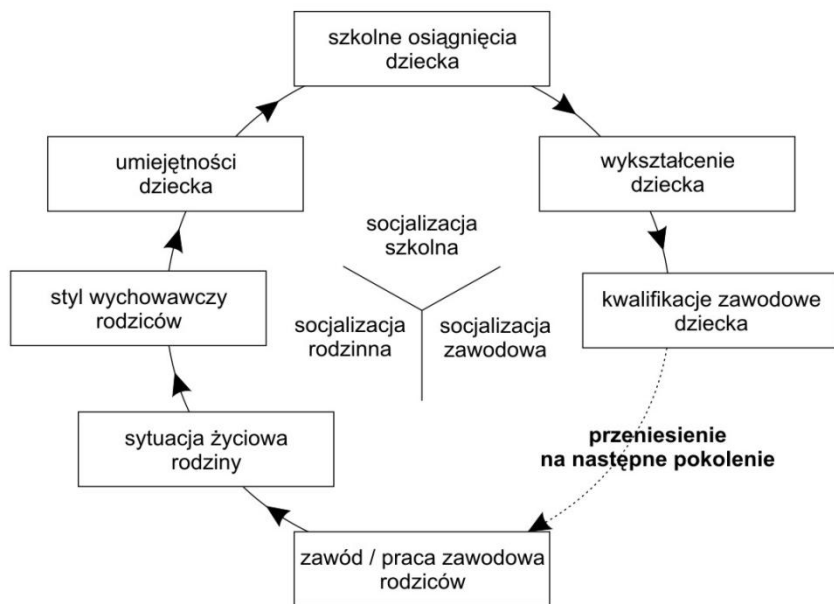 szkolne osiągnięcia
dziecka
umiejętności
dziecka
wykształcenie
dziecka
socjalizacja
szkolna
styl wychowawczy
rodziców
kwalifikacje zawodowe
dziecka
socjalizacja
rodzinna
socjalizacja
zawodowa
sytuacja życiowa
rodziny
przeniesienie
na następne pokolenie
zawód / praca zawodowa
rodziców